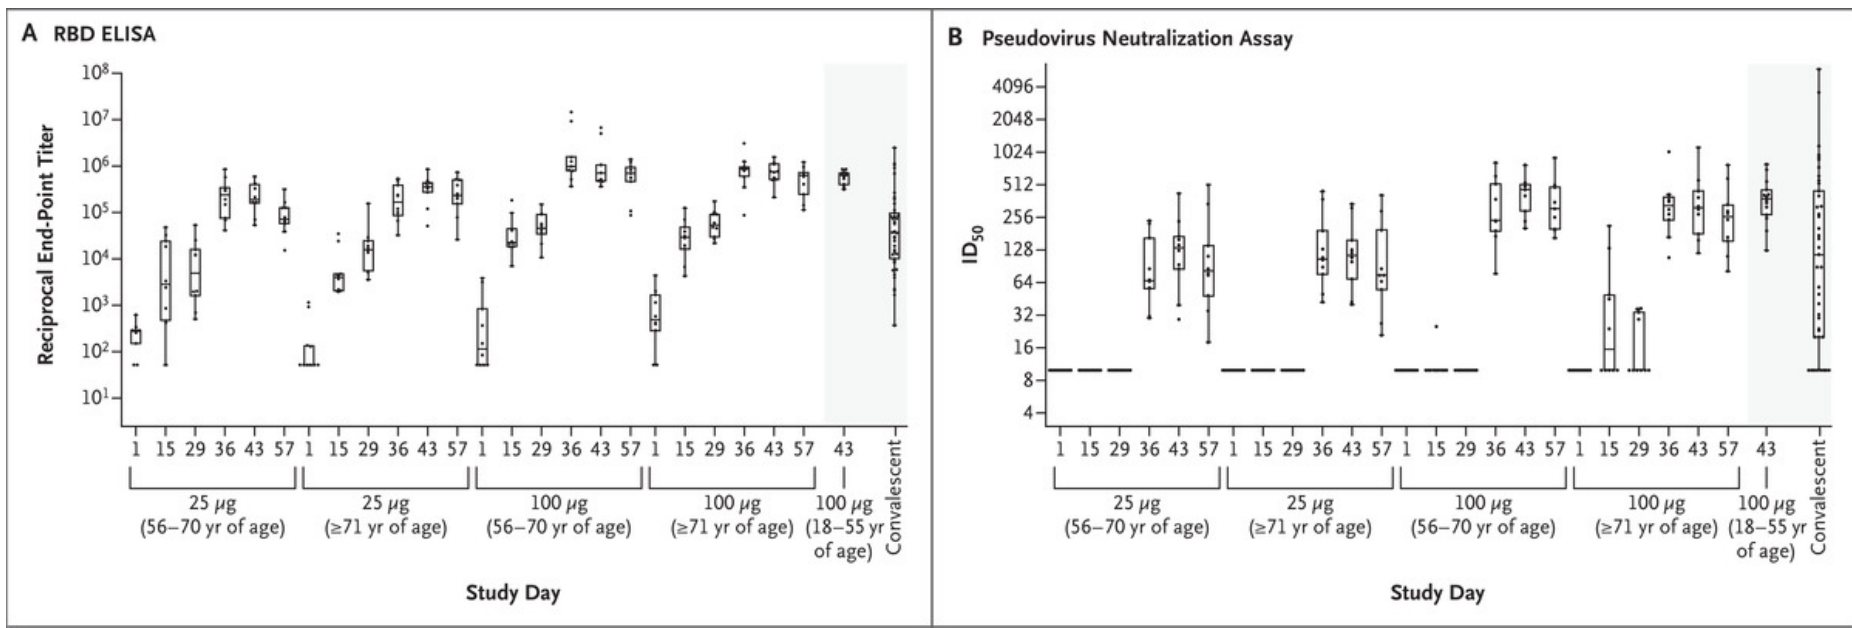 A RBD ELISA
Reciprocal End-Point Titer
10⁸
10⁷
10⁶
10⁵
10⁴
10³
10²
10¹
1 15 29 36 43 57 1 15 29 36 43 57 1 15 29 36 43 57 1 15 29 36 43 57 43
25 µg
(56–70 yr of age)
25 µg
(≥71 yr of age)
100 µg
(56–70 yr of age)
100 µg
(≥71 yr of age)
100 µg
(18–55 yr
of age)
Convalescent
Study Day
B Pseudovirus Neutralization Assay
ID₅₀
4096
2048
1024
512
256
128
64
32
16
8
4
1 15 29 36 43 57 1 15 29 36 43 57 1 15 29 36 43 57 1 15 29 36 43 57 43
25 µg
(56–70 yr of age)
25 µg
(≥71 yr of age)
100 µg
(56–70 yr of age)
100 µg
(≥71 yr of age)
100 µg
(18–55 yr
of age)
Convalescent
Study Day